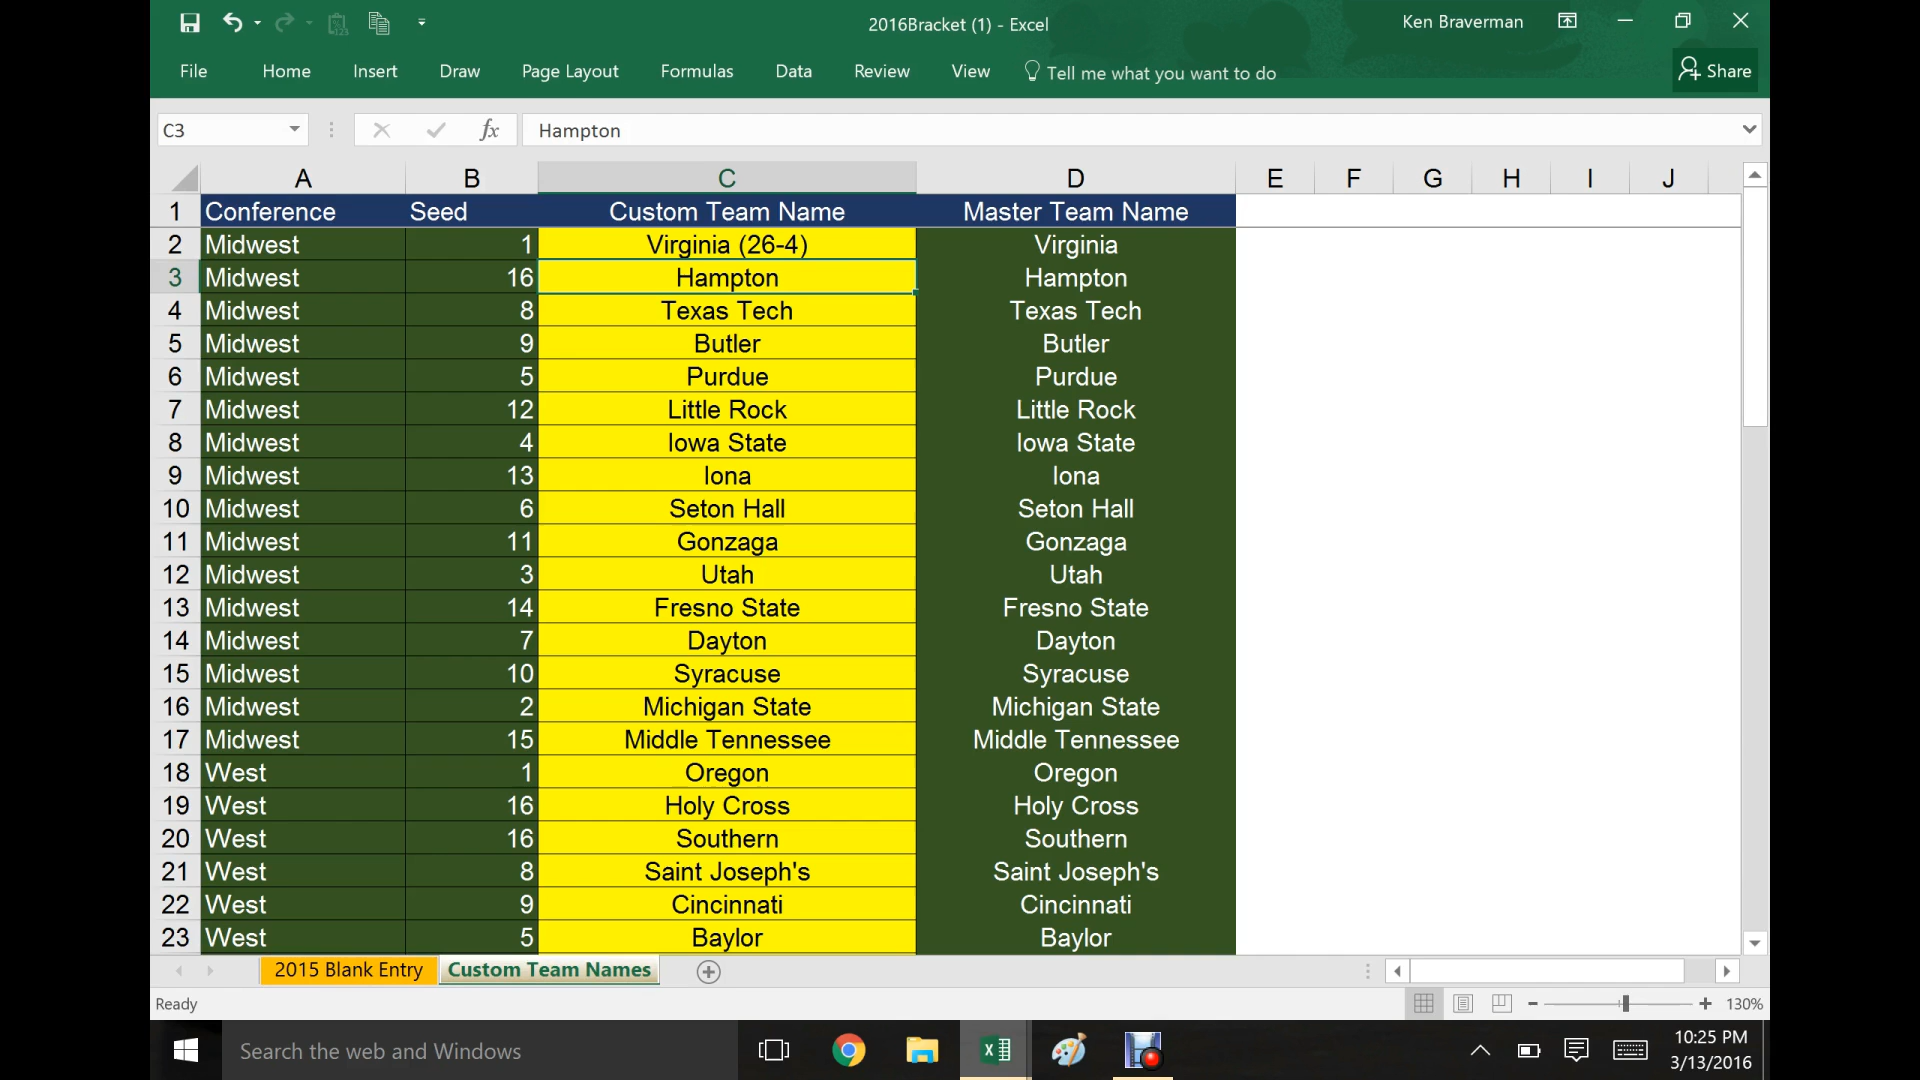 2016Bracket (1) - Excel
Ken Braverman
File Home Insert Draw Page Layout Formulas Data Review View Tell me what you want to do Share
C3 fx Hampton
A B C D E F G H I J
1 Conference Seed Custom Team Name Master Team Name
2 Midwest 1 Virginia (26-4) Virginia
3 Midwest 16 Hampton Hampton
4 Midwest 8 Texas Tech Texas Tech
5 Midwest 9 Butler Butler
6 Midwest 5 Purdue Purdue
7 Midwest 12 Little Rock Little Rock
8 Midwest 4 Iowa State Iowa State
9 Midwest 13 Iona Iona
10 Midwest 6 Seton Hall Seton Hall
11 Midwest 11 Gonzaga Gonzaga
12 Midwest 3 Utah Utah
13 Midwest 14 Fresno State Fresno State
14 Midwest 7 Dayton Dayton
15 Midwest 10 Syracuse Syracuse
16 Midwest 2 Michigan State Michigan State
17 Midwest 15 Middle Tennessee Middle Tennessee
18 West 1 Oregon Oregon
19 West 16 Holy Cross Holy Cross
20 West 16 Southern Southern
21 West 8 Saint Joseph's Saint Joseph's
22 West 9 Cincinnati Cincinnati
23 West 5 Baylor Baylor
2015 Blank Entry Custom Team Names
Ready 130%
Search the web and Windows
10:25 PM
3/13/2016